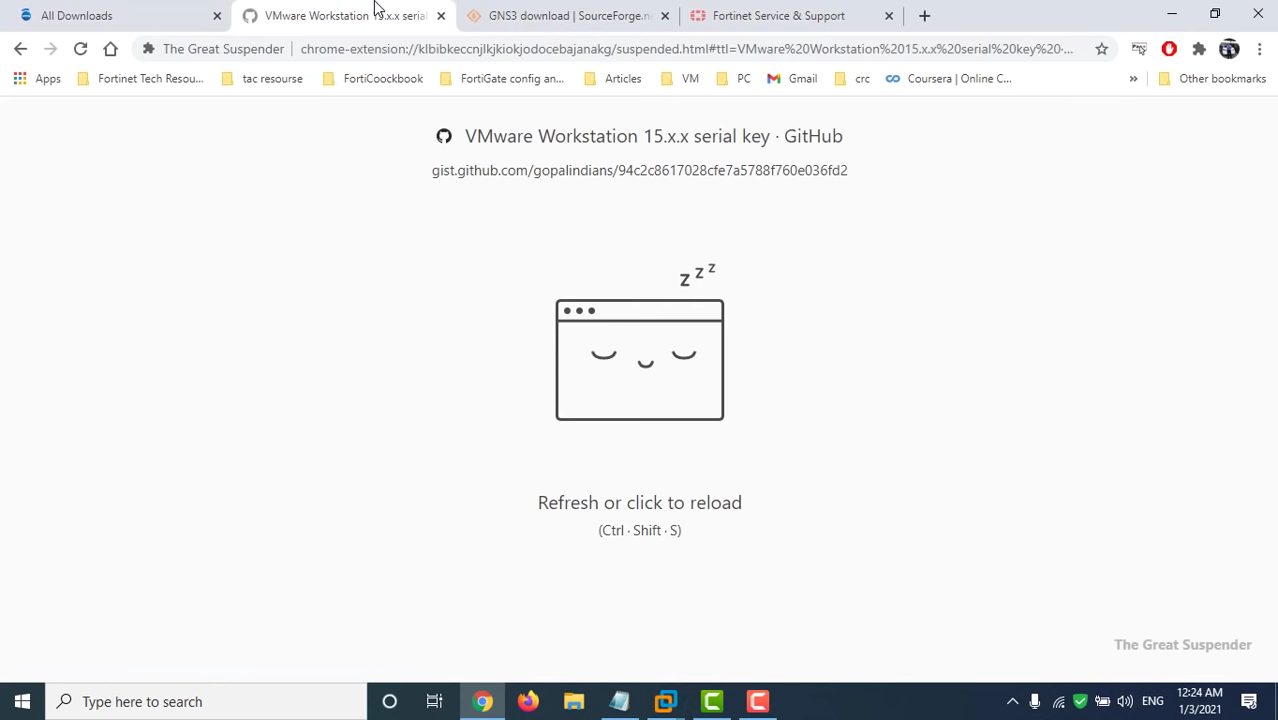 All Downloads
VMware Workstation 15.x.x serial
GNS3 download | SourceForge.n
Fortinet Service & Support
The Great Suspender
chrome-extension://klbibkeccnjlkjkiokjodocebajanakg/suspended.html#ttl=VMware%20Workstation%2015.x.x%20serial%20key%20·...
Apps
Fortinet Tech Resou...
tac resourse
FortiCoockbook
FortiGate config an...
Articles
VM
PC
Gmail
crc
Coursera | Online C...
»
Other bookmarks
VMware Workstation 15.x.x serial key · GitHub
gist.github.com/gopalindians/94c2c8617028cfe7a5788f760e036fd2
z z z
Refresh or click to reload
(Ctrl · Shift · S)
The Great Suspender
Type here to search
ENG
12:24 AM
1/3/2021